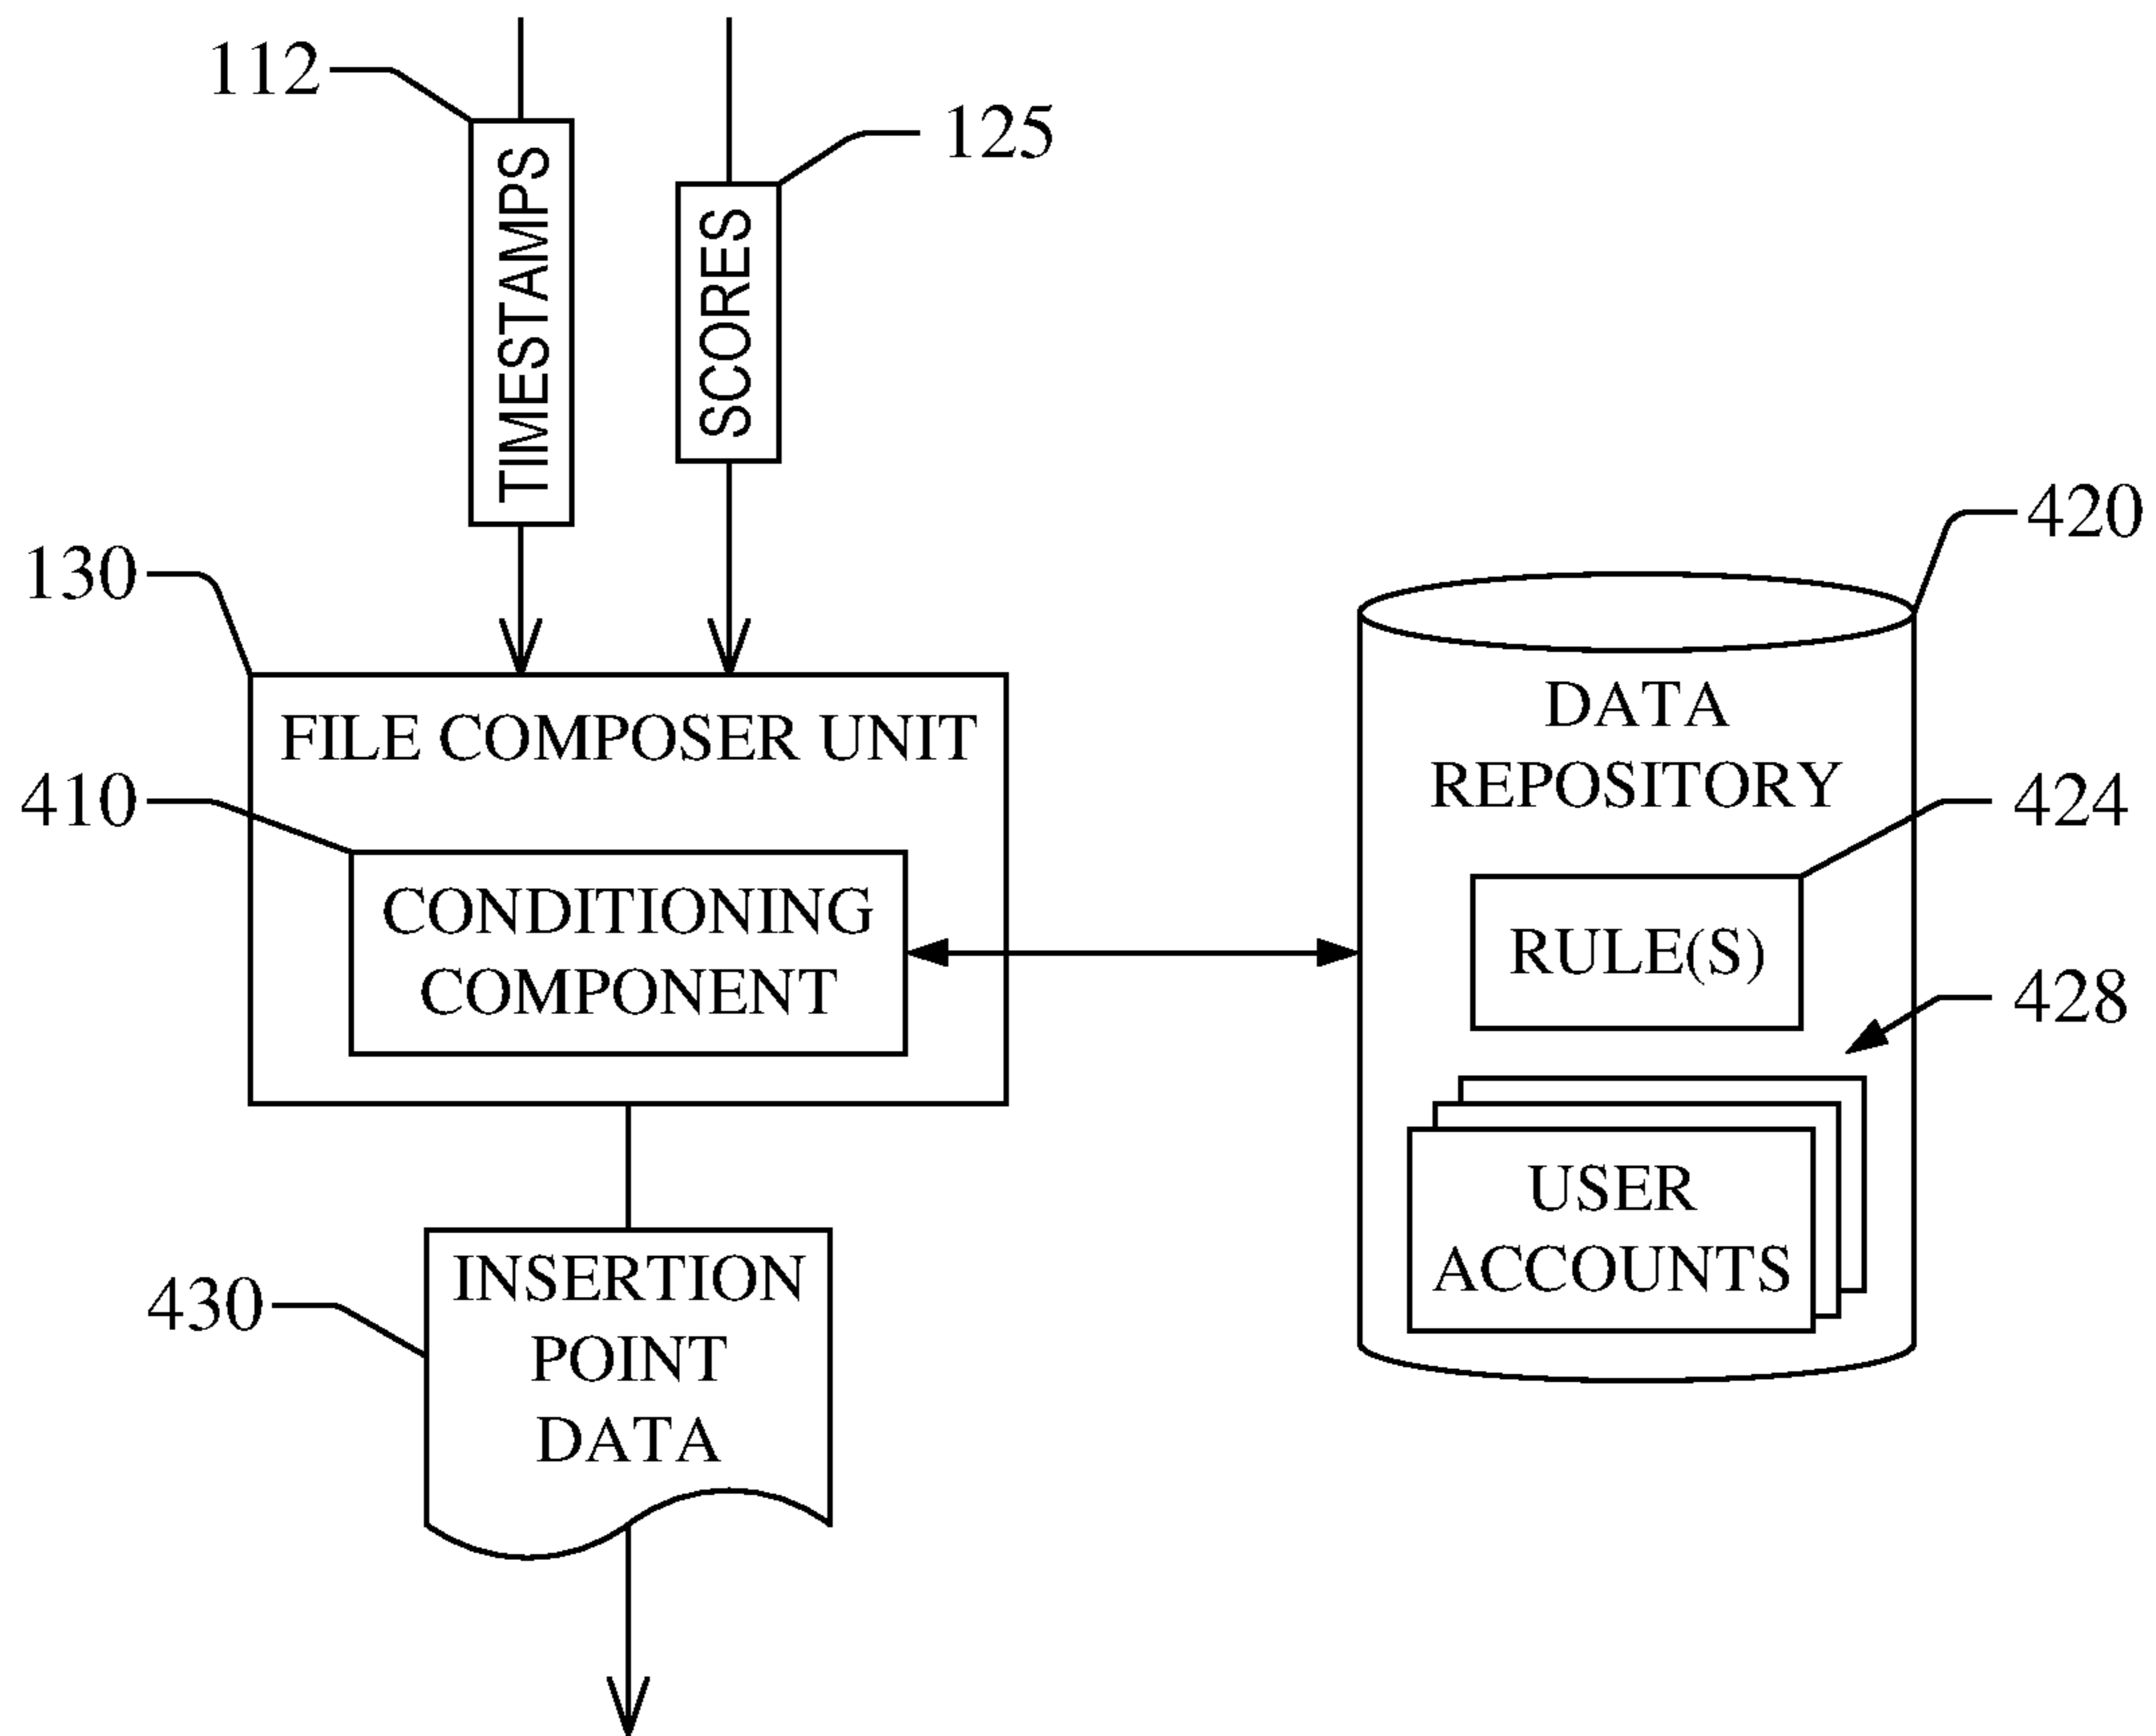 112
TIMESTAMPS
125
SCORES
130
FILE COMPOSER UNIT
410
CONDITIONING
COMPONENT
420
DATA
REPOSITORY
424
RULE(S)
428
USER
ACCOUNTS
430
INSERTION
POINT
DATA